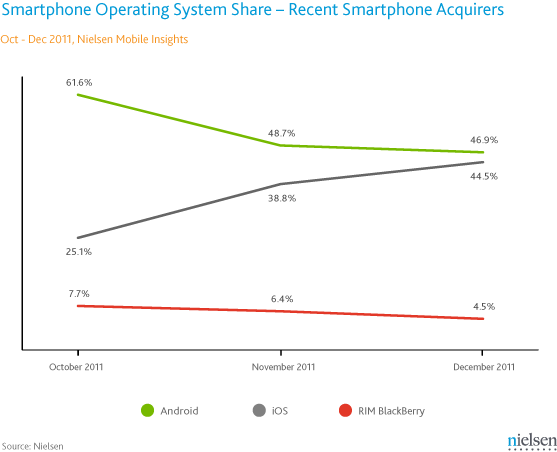 Smartphone Operating System Share – Recent Smartphone Acquirers
Oct - Dec 2011, Nielsen Mobile Insights
61.6%
48.7%
46.9%
25.1%
38.8%
44.5%
7.7%
6.4%
4.5%
October 2011
November 2011
December 2011
Android
iOS
RIM BlackBerry
Source: Nielsen
nielsen